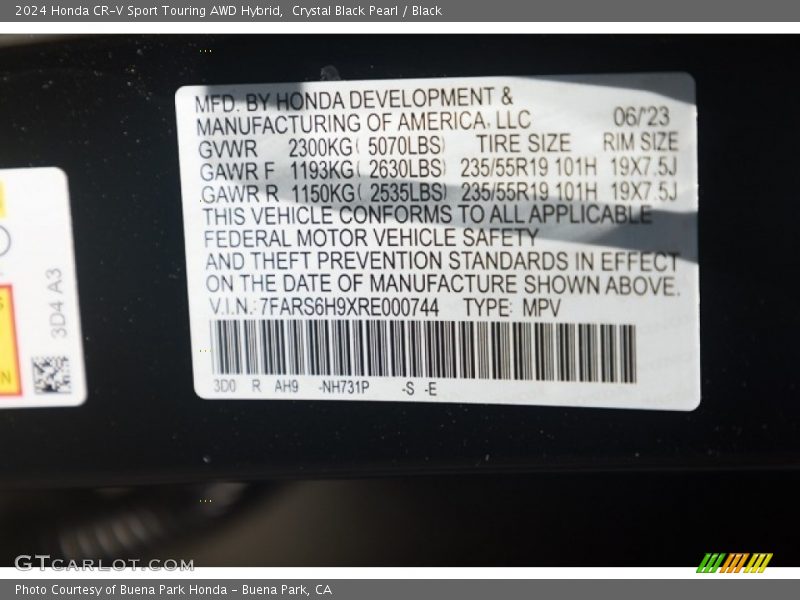 2024 Honda CR-V Sport Touring AWD Hybrid,  Crystal Black Pearl / Black
MFD. BY HONDA DEVELOPMENT &
MANUFACTURING OF AMERICA, LLC 06/'23
GVWR 2300KG( 5070LBS) TIRE SIZE RIM SIZE
GAWR F 1193KG( 2630LBS) 235/55R19 101H 19X7.5J
GAWR R 1150KG( 2535LBS) 235/55R19 101H 19X7.5J
THIS VEHICLE CONFORMS TO ALL APPLICABLE
FEDERAL MOTOR VEHICLE SAFETY
AND THEFT PREVENTION STANDARDS IN EFFECT
ON THE DATE OF MANUFACTURE SHOWN ABOVE.
V.I.N.: 7FARS6H9XRE000744 TYPE: MPV
3D0 R AH9 -NH731P -S -E
3D4 A3
GTCARLOT.COM
Photo Courtesy of Buena Park Honda - Buena Park, CA